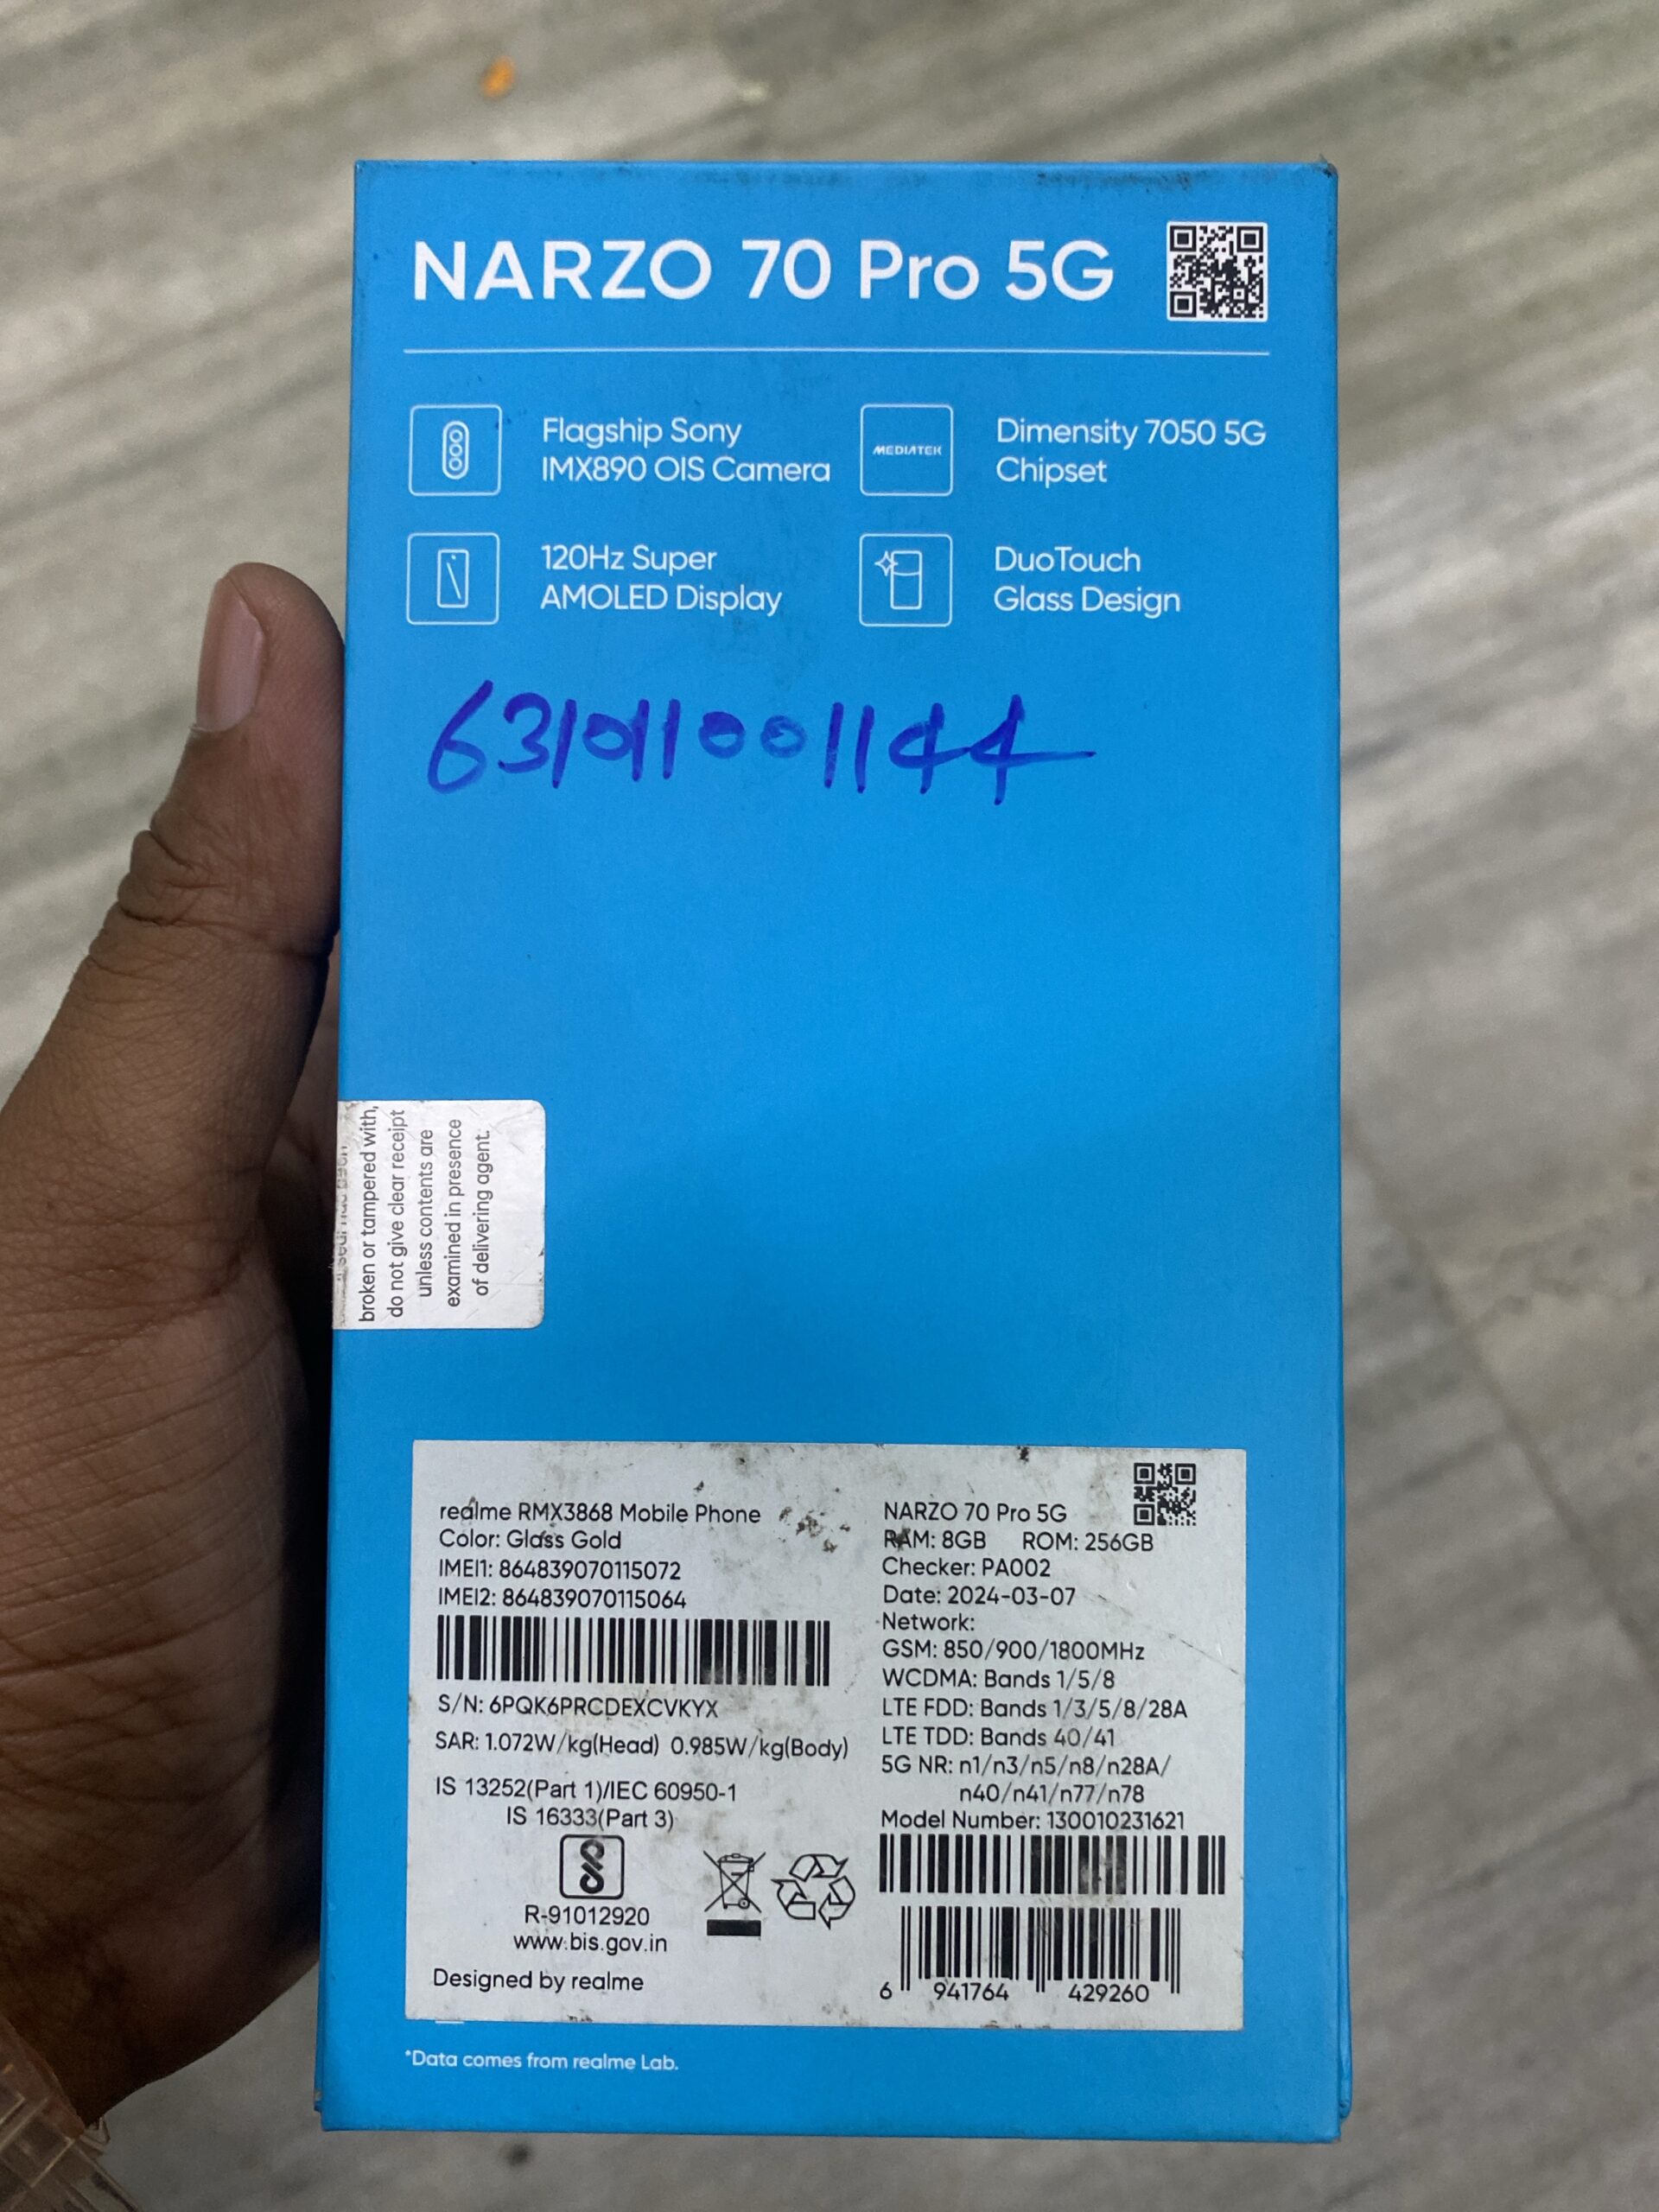 NARZO 70 Pro 5G
Flagship Sony
IMX890 OIS Camera
MEDIATEK
Dimensity 7050 5G
Chipset
120Hz Super
AMOLED Display
DuoTouch
Glass Design
631011001144
broken or tampered with,
do not give clear receipt
unless contents are
examined in presence
of delivering agent.
realme RMX3868 Mobile Phone
Color: Glass Gold
IMEI1: 864839070115072
IMEI2: 864839070115064
S/N: 6PQK6PRCDEXCVKYX
SAR: 1.072W/kg(Head) 0.985W/kg(Body)
IS 13252(Part 1)/IEC 60950-1
IS 16333(Part 3)
R-91012920
www.bis.gov.in
Designed by realme
NARZO 70 Pro 5G
RAM: 8GB ROM: 256GB
Checker: PA002
Date: 2024-03-07
Network:
GSM: 850/900/1800MHz
WCDMA: Bands 1/5/8
LTE FDD: Bands 1/3/5/8/28A
LTE TDD: Bands 40/41
5G NR: n1/n3/n5/n8/n28A/
n40/n41/n77/n78
Model Number: 130010231621
6 941764 429260
*Data comes from realme Lab.